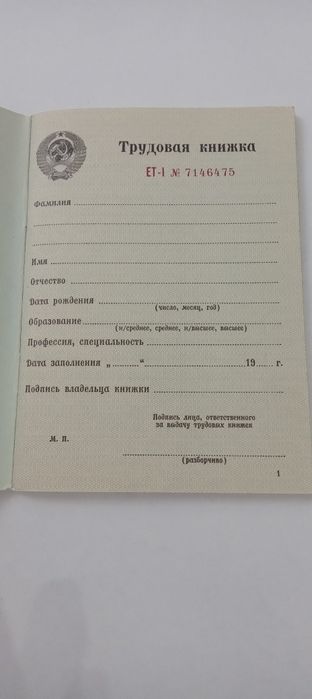 Трудовая книжка
ЕТ-I № 7146475
Фамилия
Имя
Отчество
Дата рождения
(число, месяц, год)
Образование
(н/среднее, среднее, н/высшее, высшее)
Профессия, специальность
Дата заполнения „ “ 19 г.
Подпись владельца книжки
Подпись лица, ответственного
за выдачу трудовых книжек
М. П.
(разборчиво)
1